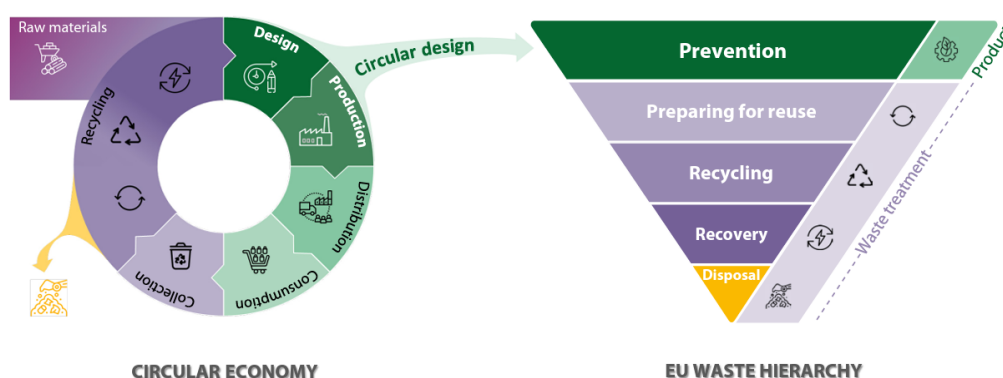 Raw materials
Design
Production
Distribution
Consumption
Collection
Recycling
Circular design
CIRCULAR ECONOMY
Prevention
Preparing for reuse
Recycling
Recovery
Disposal
Product
Waste treatment
EU WASTE HIERARCHY